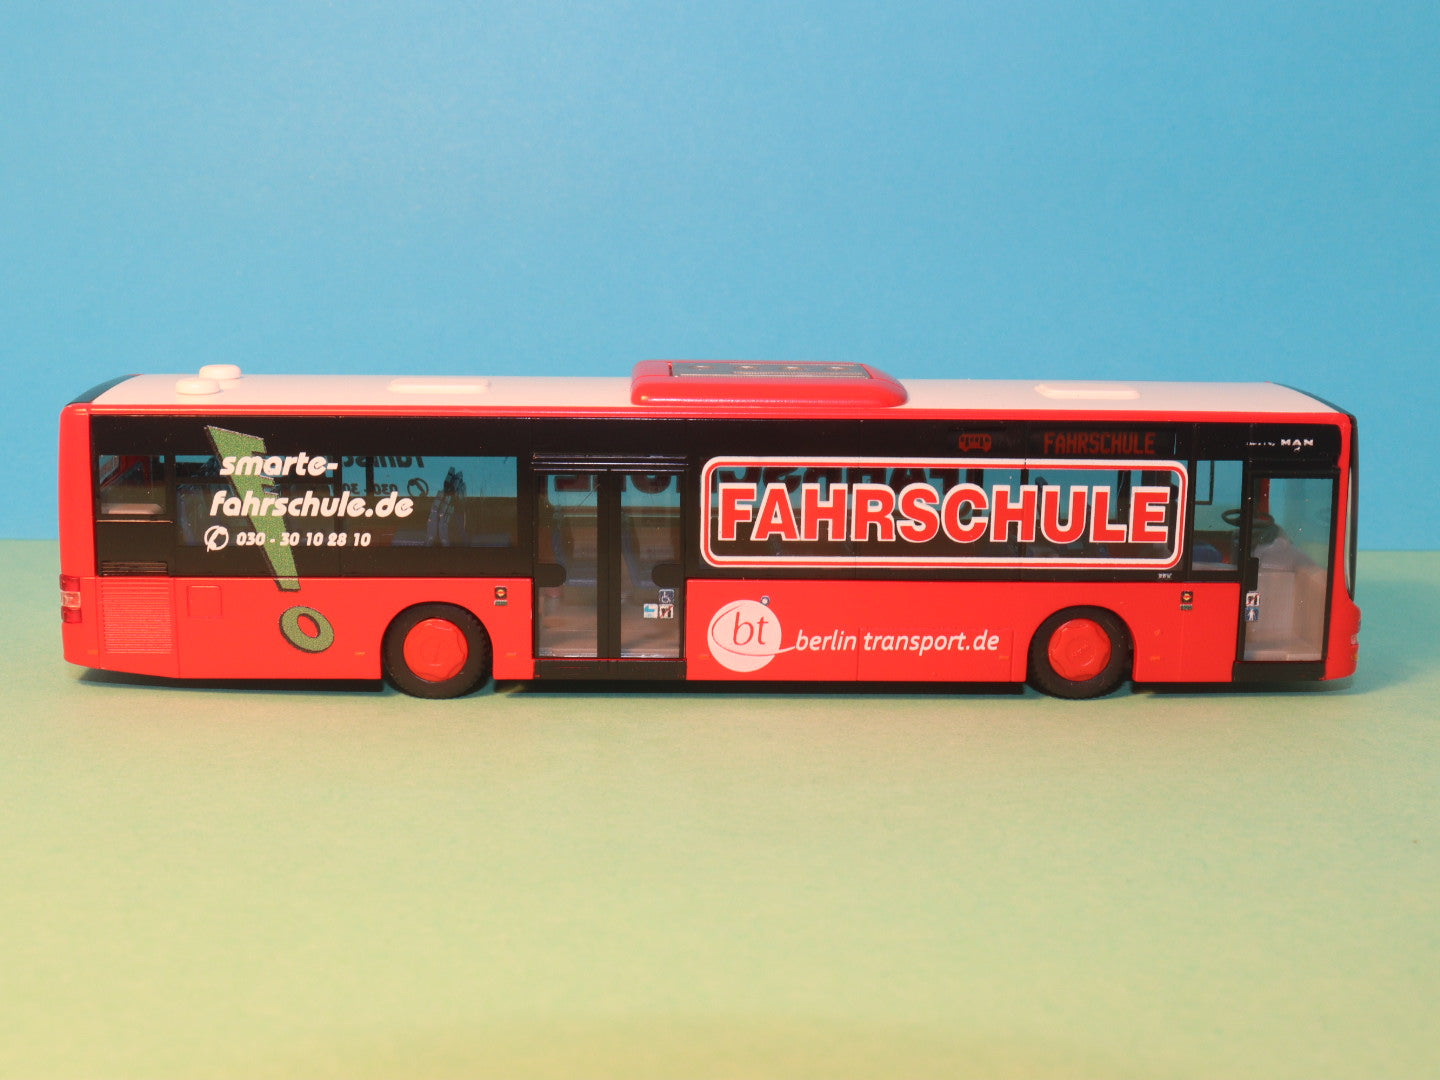 smarte-
fahrschule.de
030 - 30 10 28 10
FAHRSCHULE
FAHRSCHULE
MAN
bt
berlin transport.de